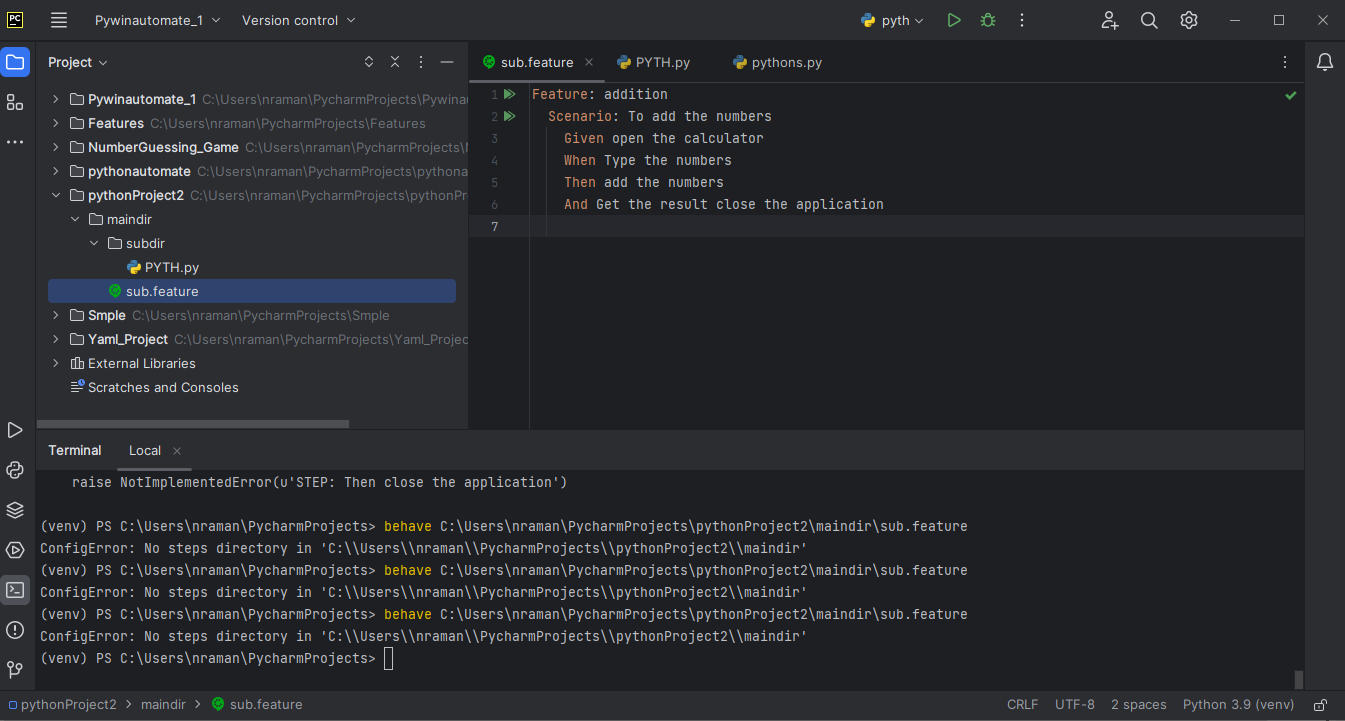 PC Pywinautomate_1 Version control pyth
Project
Pywinautomate_1 C:\Users\nraman\PycharmProjects\Pywinau
Features C:\Users\nraman\PycharmProjects\Features
NumberGuessing_Game C:\Users\nraman\PycharmProjects\N
pythonautomate C:\Users\nraman\PycharmProjects\pythona
pythonProject2 C:\Users\nraman\PycharmProjects\pythonPr
maindir
subdir
PYTH.py
sub.feature
Smple C:\Users\nraman\PycharmProjects\Smple
Yaml_Project C:\Users\nraman\PycharmProjects\Yaml_Projec
External Libraries
Scratches and Consoles
sub.feature PYTH.py pythons.py
1 Feature: addition
2 Scenario: To add the numbers
3 Given open the calculator
4 When Type the numbers
5 Then add the numbers
6 And Get the result close the application
7
Terminal Local
raise NotImplementedError(u'STEP: Then close the application')
(venv) PS C:\Users\nraman\PycharmProjects> behave C:\Users\nraman\PycharmProjects\pythonProject2\maindir\sub.feature
ConfigError: No steps directory in 'C:\\Users\\nraman\\PycharmProjects\\pythonProject2\\maindir'
(venv) PS C:\Users\nraman\PycharmProjects> behave C:\Users\nraman\PycharmProjects\pythonProject2\maindir\sub.feature
ConfigError: No steps directory in 'C:\\Users\\nraman\\PycharmProjects\\pythonProject2\\maindir'
(venv) PS C:\Users\nraman\PycharmProjects> behave C:\Users\nraman\PycharmProjects\pythonProject2\maindir\sub.feature
ConfigError: No steps directory in 'C:\\Users\\nraman\\PycharmProjects\\pythonProject2\\maindir'
(venv) PS C:\Users\nraman\PycharmProjects>
pythonProject2 > maindir > sub.feature CRLF UTF-8 2 spaces Python 3.9 (venv)